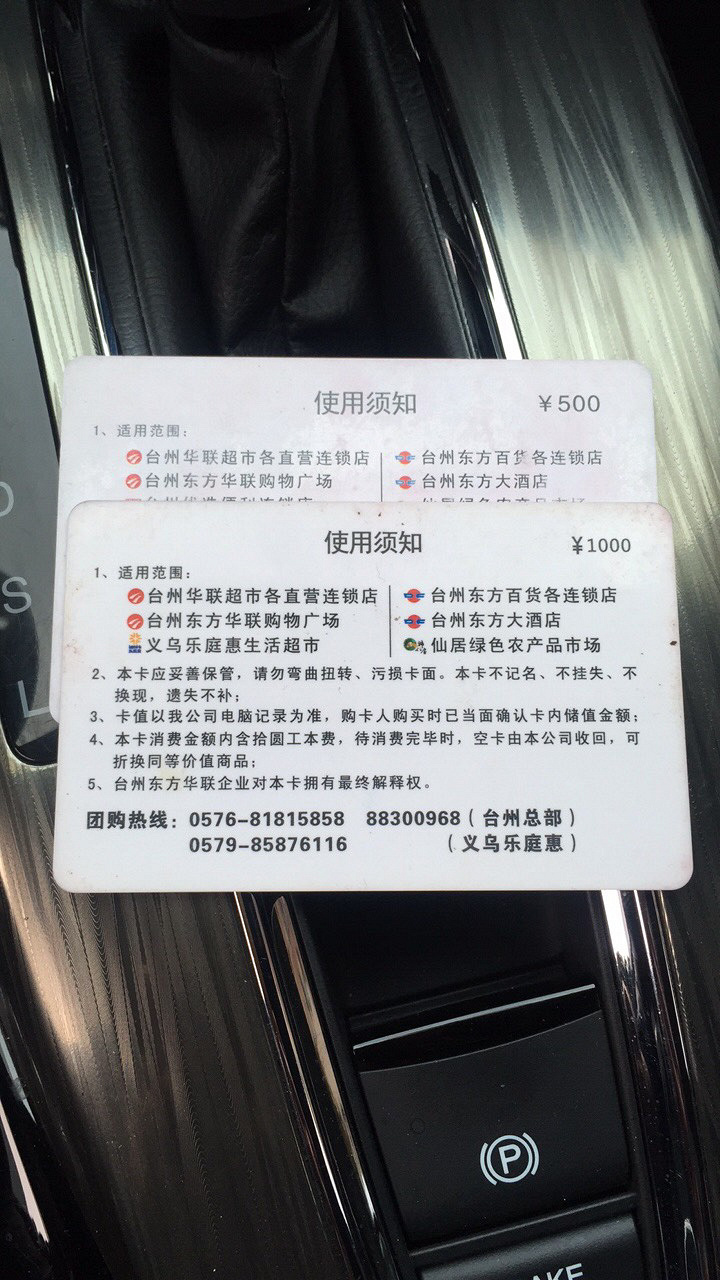 使用须知 ￥500
1、适用范围：
台州华联超市各直营连锁店 台州东方百货各连锁店
台州东方华联购物广场 台州东方大酒店
使用须知 ￥1000
1、适用范围：
台州华联超市各直营连锁店 台州东方百货各连锁店
台州东方华联购物广场 台州东方大酒店
义乌乐庭惠生活超市 仙居绿色农产品市场
2、本卡应妥善保管，请勿弯曲扭转、污损卡面。本卡不记名、不挂失、不
换现，遗失不补；
3、卡值以我公司电脑记录为准，购卡人购买时已当面确认卡内储值金额；
4、本卡消费金额内含拾圆工本费，待消费完毕时，空卡由本公司收回，可
折换同等价值商品；
5、台州东方华联企业对本卡拥有最终解释权。
团购热线：0576-81815858 88300968（台州总部）
0579-85876116 （义乌乐庭惠）
D
S
L
P